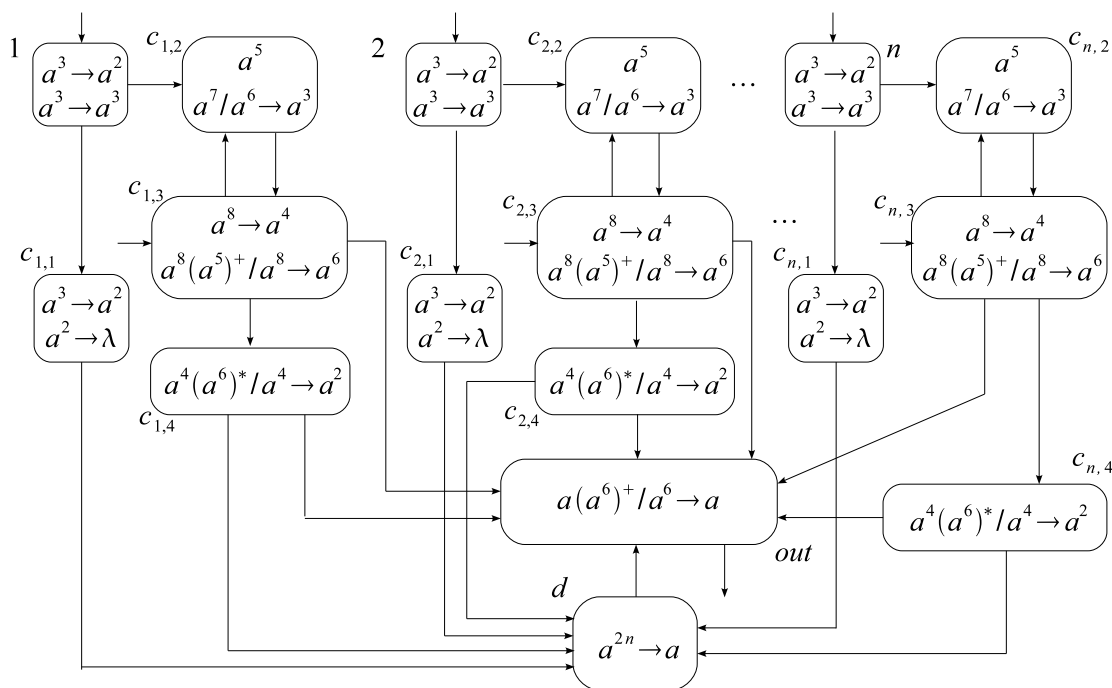 1
a³→a²
a³→a³
c₁,₂
a⁵
a⁷/a⁶→a³
2
a³→a²
a³→a³
c₂,₂
a⁵
a⁷/a⁶→a³
...
a³→a²
a³→a³
n
a⁵
a⁷/a⁶→a³
cₙ,₂
c₁,₃
a⁸→a⁴
a⁸(a⁵)⁺/a⁸→a⁶
c₂,₃
a⁸→a⁴
a⁸(a⁵)⁺/a⁸→a⁶
...
cₙ,₃
a⁸→a⁴
a⁸(a⁵)⁺/a⁸→a⁶
c₁,₁
a³→a²
a²→λ
c₂,₁
a³→a²
a²→λ
cₙ,₁
a³→a²
a²→λ
a⁴(a⁶)*/a⁴→a²
c₁,₄
a⁴(a⁶)*/a⁴→a²
c₂,₄
a(a⁶)⁺/a⁶→a
out
cₙ,₄
a⁴(a⁶)*/a⁴→a²
d
a²ⁿ→a